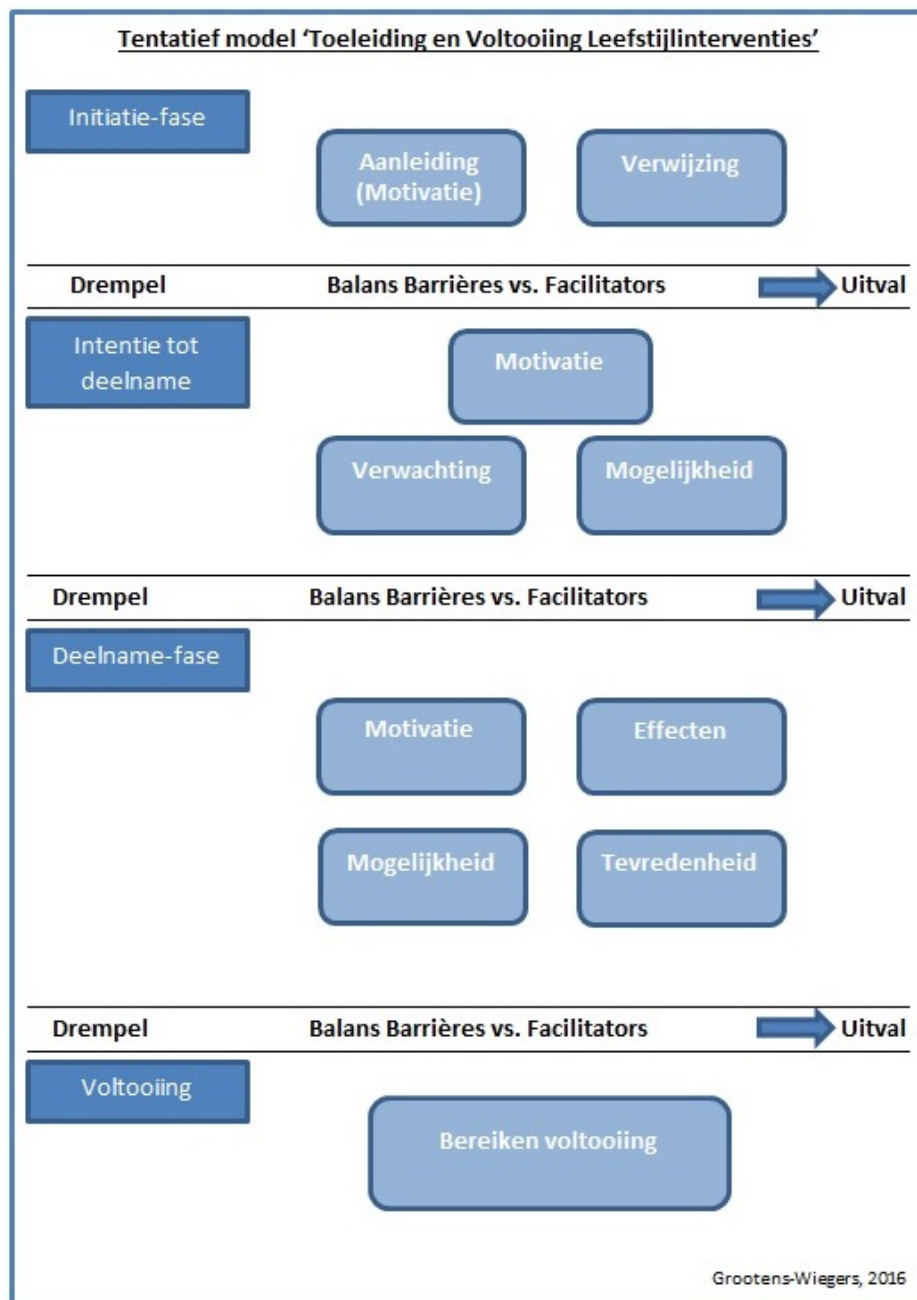 Tentatief model ‘Toeleiding en Voltooiing Leefstijlinterventies’
Initiatie-fase
Aanleiding
(Motivatie)
Verwijzing
Drempel Balans Barrières vs. Facilitators Uitval
Intentie tot
deelname
Motivatie
Verwachting Mogelijkheid
Drempel Balans Barrières vs. Facilitators Uitval
Deelname-fase
Motivatie Effecten
Mogelijkheid Tevredenheid
Drempel Balans Barrières vs. Facilitators Uitval
Voltooiing
Bereiken voltooiing
Grootens-Wiegers, 2016